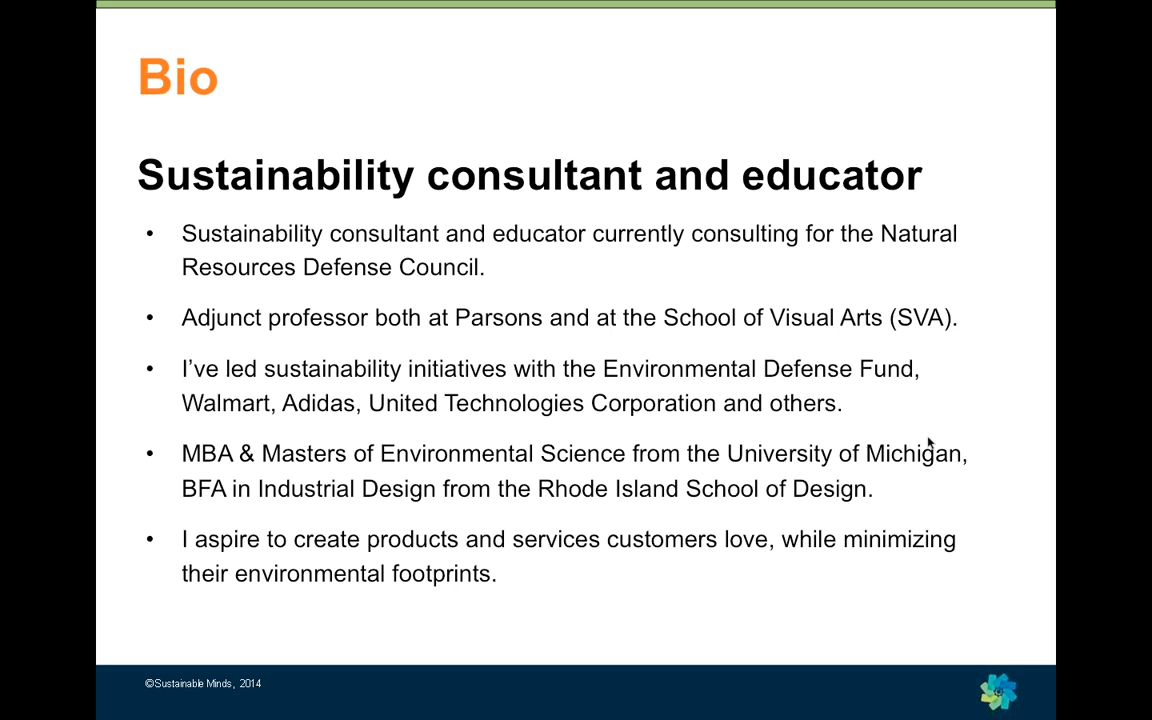 Bio
Sustainability consultant and educator
• Sustainability consultant and educator currently consulting for the Natural
Resources Defense Council.
• Adjunct professor both at Parsons and at the School of Visual Arts (SVA).
• I’ve led sustainability initiatives with the Environmental Defense Fund,
Walmart, Adidas, United Technologies Corporation and others.
• MBA & Masters of Environmental Science from the University of Michigan,
BFA in Industrial Design from the Rhode Island School of Design.
• I aspire to create products and services customers love, while minimizing
their environmental footprints.
©Sustainable Minds, 2014